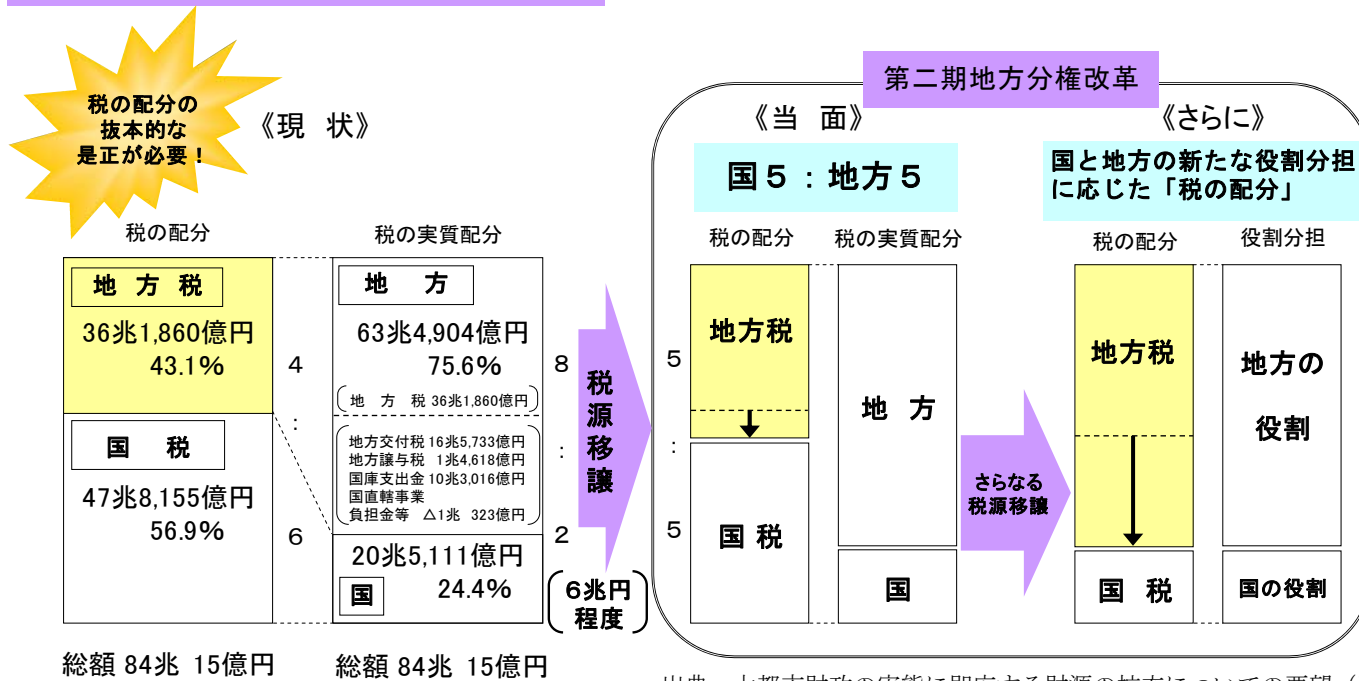 税の配分の
抜本的な
是正が必要！
《現 状》
税の配分
税の実質配分
地 方 税
36兆1,860億円
43.1%
国 税
47兆8,155億円
56.9%
4
:
6
地 方
63兆4,904億円
75.6%
地 方 税 36兆1,860億円
地方交付税 16兆5,733億円
地方譲与税 1兆4,618億円
国庫支出金 10兆3,016億円
国直轄事業
負担金等 △1兆 323億円
20兆5,111億円
国 24.4%
8
:
2
総額 84兆 15億円
総額 84兆 15億円
税源移譲
6兆円
程度
第二期地方分権改革
《当 面》
国５：地方５
税の配分
税の実質配分
5
:
5
地方税
国 税
地 方
国
さらなる
税源移譲
《さらに》
国と地方の新たな役割分担
に応じた「税の配分」
税の配分
役割分担
地方税
国 税
地方の
役割
国の役割